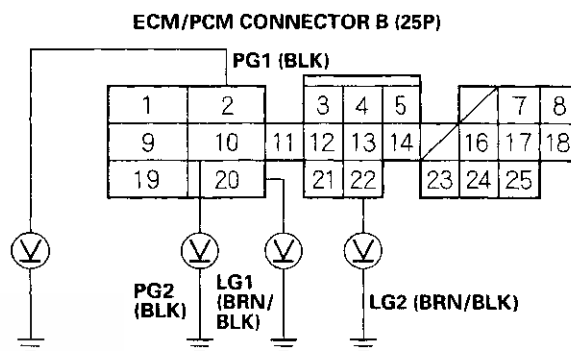 ECM/PCM CONNECTOR B (25P)
PG1 (BLK)
1 2 3 4 5 7 8
9 10 11 12 13 14 16 17 18
19 20 21 22 23 24 25
V V V V
PG2
(BLK)
LG1
(BRN/
BLK)
LG2 (BRN/BLK)